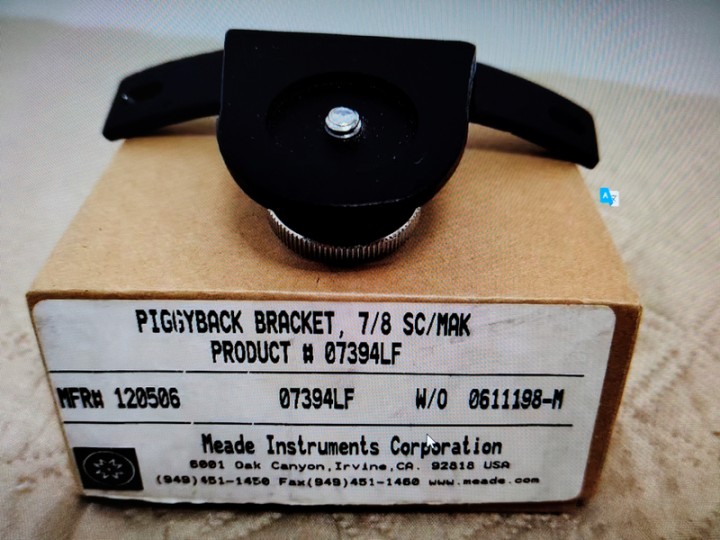 PIGGYBACK BRACKET, 7/8 SC/MAK
PRODUCT # 07394LF
MFR# 120506 07394LF W/O 0611198-M
Meade Instruments Corporation
6001 Oak Canyon, Irvine, CA. 92618 USA
(949)451-1450 Fax(949)451-1460 www.meade.com